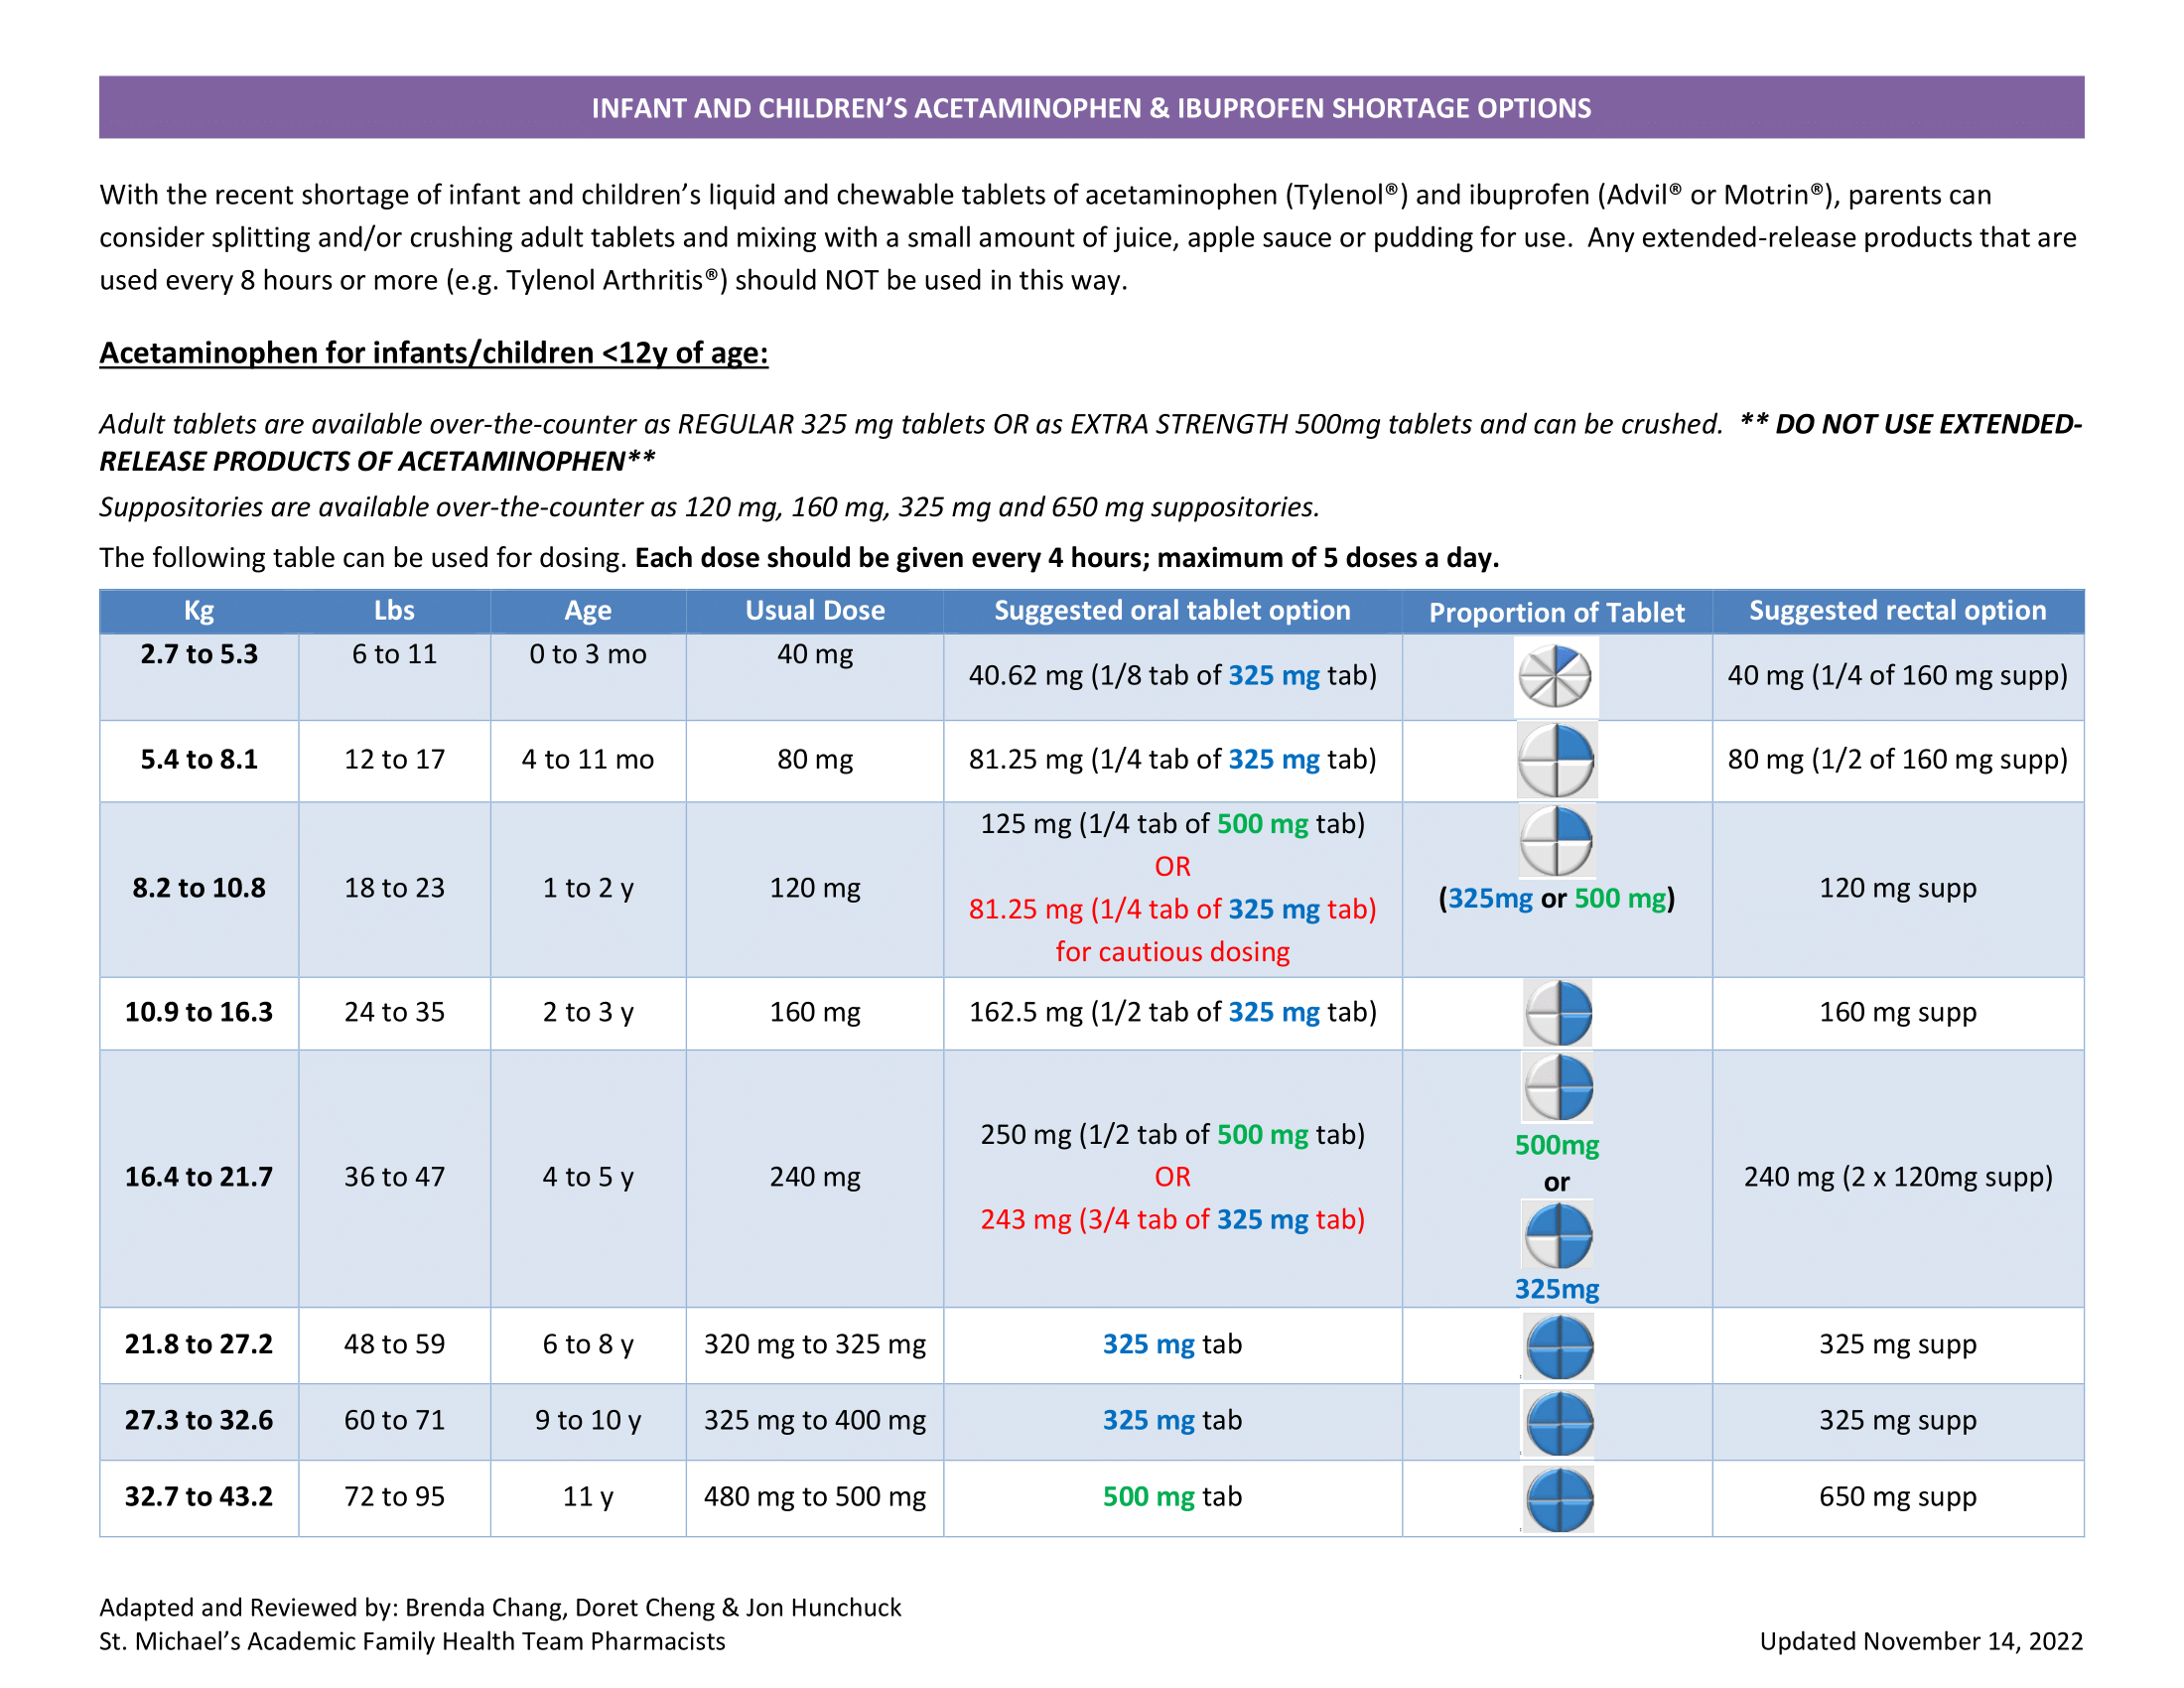 INFANT AND CHILDREN’S ACETAMINOPHEN & IBUPROFEN SHORTAGE OPTIONS
With the recent shortage of infant and children’s liquid and chewable tablets of acetaminophen (Tylenol®) and ibuprofen (Advil® or Motrin®), parents can
consider splitting and/or crushing adult tablets and mixing with a small amount of juice, apple sauce or pudding for use.  Any extended-release products that are
used every 8 hours or more (e.g. Tylenol Arthritis®) should NOT be used in this way.
Acetaminophen for infants/children <12y of age:
Adult tablets are available over-the-counter as REGULAR 325 mg tablets OR as EXTRA STRENGTH 500mg tablets and can be crushed.  ** DO NOT USE EXTENDED-
RELEASE PRODUCTS OF ACETAMINOPHEN**
Suppositories are available over-the-counter as 120 mg, 160 mg, 325 mg and 650 mg suppositories.
The following table can be used for dosing. Each dose should be given every 4 hours; maximum of 5 doses a day.
Kg Lbs Age Usual Dose Suggested oral tablet option Proportion of Tablet Suggested rectal option
2.7 to 5.3 6 to 11 0 to 3 mo 40 mg 40.62 mg (1/8 tab of 325 mg tab) 40 mg (1/4 of 160 mg supp)
5.4 to 8.1 12 to 17 4 to 11 mo 80 mg 81.25 mg (1/4 tab of 325 mg tab) 80 mg (1/2 of 160 mg supp)
8.2 to 10.8 18 to 23 1 to 2 y 120 mg
125 mg (1/4 tab of 500 mg tab)
OR
81.25 mg (1/4 tab of 325 mg tab)
for cautious dosing
(325mg or 500 mg)
120 mg supp
10.9 to 16.3 24 to 35 2 to 3 y 160 mg 162.5 mg (1/2 tab of 325 mg tab) 160 mg supp
16.4 to 21.7 36 to 47 4 to 5 y 240 mg
250 mg (1/2 tab of 500 mg tab)
OR
243 mg (3/4 tab of 325 mg tab)
500mg
or
325mg
240 mg (2 x 120mg supp)
21.8 to 27.2 48 to 59 6 to 8 y 320 mg to 325 mg 325 mg tab 325 mg supp
27.3 to 32.6 60 to 71 9 to 10 y 325 mg to 400 mg 325 mg tab 325 mg supp
32.7 to 43.2 72 to 95 11 y 480 mg to 500 mg 500 mg tab 650 mg supp
Adapted and Reviewed by: Brenda Chang, Doret Cheng & Jon Hunchuck
St. Michael’s Academic Family Health Team Pharmacists Updated November 14, 2022